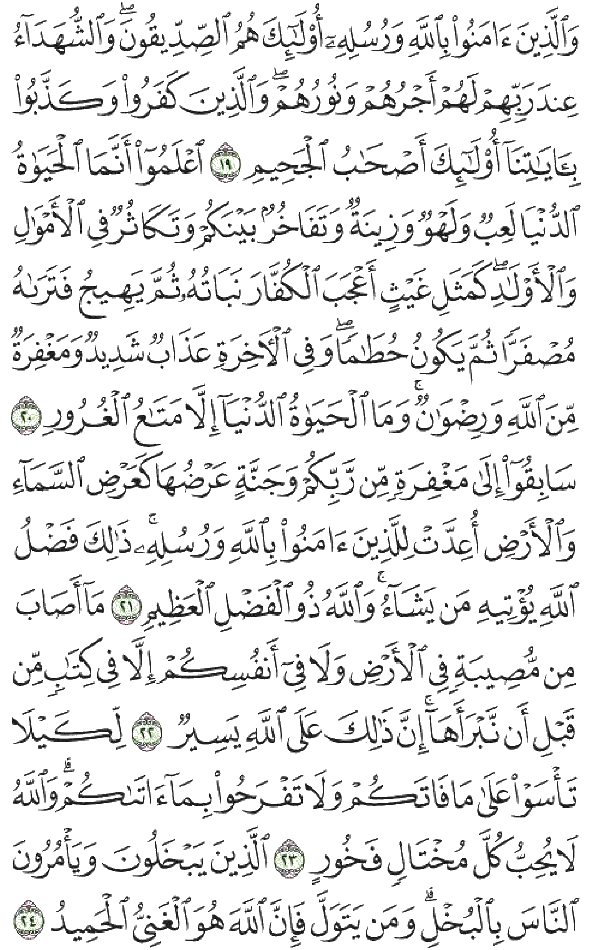 وَٱلَّذِينَ ءَامَنُوا۟ بِٱللَّهِ وَرُسُلِهِۦٓ أُو۟لَـٰٓئِكَ هُمُ ٱلصِّدِّيقُونَ ۖ وَٱلشُّهَدَآءُ
عِندَ رَبِّهِمْ لَهُمْ أَجْرُهُمْ وَنُورُهُمْ ۖ وَٱلَّذِينَ كَفَرُوا۟ وَكَذَّبُوا۟
بِـَٔايَـٰتِنَآ أُو۟لَـٰٓئِكَ أَصْحَـٰبُ ٱلْجَحِيمِ ١٩ ٱعْلَمُوٓا۟ أَنَّمَا ٱلْحَيَوٰةُ
ٱلدُّنْيَا لَعِبٌ وَلَهْوٌ وَزِينَةٌ وَتَفَاخُرٌۢ بَيْنَكُمْ وَتَكَاثُرٌ فِى ٱلْأَمْوَٰلِ
وَٱلْأَوْلَـٰدِ ۖ كَمَثَلِ غَيْثٍ أَعْجَبَ ٱلْكُفَّارَ نَبَاتُهُۥ ثُمَّ يَهِيجُ فَتَرَىٰهُ
مُصْفَرًّا ثُمَّ يَكُونُ حُطَـٰمًا ۖ وَفِى ٱلْـَٔاخِرَةِ عَذَابٌ شَدِيدٌ وَمَغْفِرَةٌ
مِّنَ ٱللَّهِ وَرِضْوَٰنٌ ۚ وَمَا ٱلْحَيَوٰةُ ٱلدُّنْيَآ إِلَّا مَتَـٰعُ ٱلْغُرُورِ ٢٠
سَابِقُوٓا۟ إِلَىٰ مَغْفِرَةٍ مِّن رَّبِّكُمْ وَجَنَّةٍ عَرْضُهَا كَعَرْضِ ٱلسَّمَآءِ
وَٱلْأَرْضِ أُعِدَّتْ لِلَّذِينَ ءَامَنُوا۟ بِٱللَّهِ وَرُسُلِهِۦ ۚ ذَٰلِكَ فَضْلُ
ٱللَّهِ يُؤْتِيهِ مَن يَشَآءُ ۚ وَٱللَّهُ ذُو ٱلْفَضْلِ ٱلْعَظِيمِ ٢١ مَآ أَصَابَ
مِن مُّصِيبَةٍ فِى ٱلْأَرْضِ وَلَا فِىٓ أَنفُسِكُمْ إِلَّا فِى كِتَـٰبٍ مِّن
قَبْلِ أَن نَّبْرَأَهَآ ۚ إِنَّ ذَٰلِكَ عَلَى ٱللَّهِ يَسِيرٌ ٢٢ لِّكَيْلَا
تَأْسَوْا۟ عَلَىٰ مَا فَاتَكُمْ وَلَا تَفْرَحُوا۟ بِمَآ ءَاتَىٰكُمْ ۗ وَٱللَّهُ
لَا يُحِبُّ كُلَّ مُخْتَالٍ فَخُورٍ ٢٣ ٱلَّذِينَ يَبْخَلُونَ وَيَأْمُرُونَ
ٱلنَّاسَ بِٱلْبُخْلِ ۗ وَمَن يَتَوَلَّ فَإِنَّ ٱللَّهَ هُوَ ٱلْغَنِىُّ ٱلْحَمِيدُ ٢٤